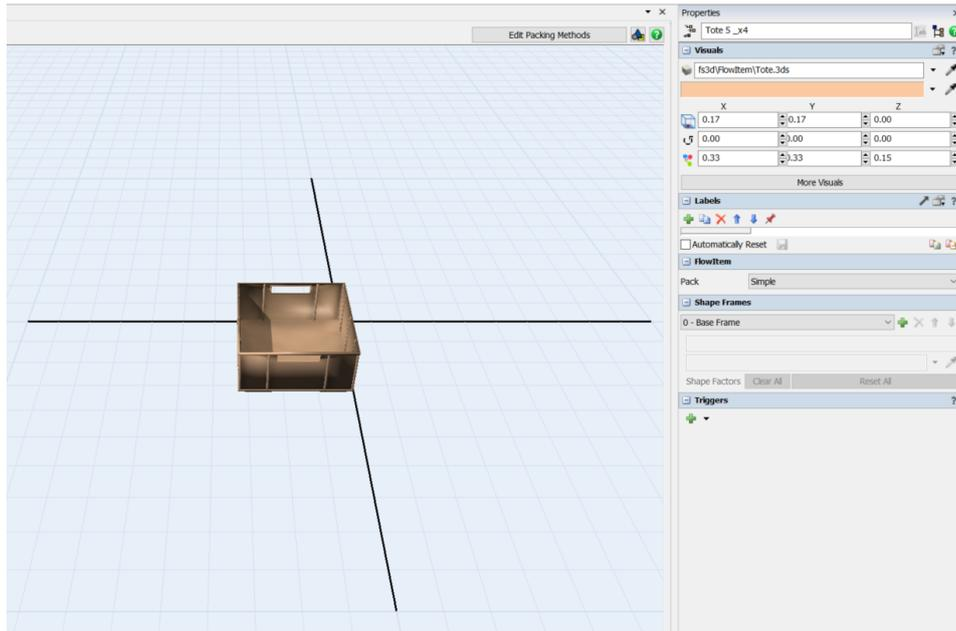 Properties
Edit Packing Methods
Tote 5 _x4
Visuals
fs3d\FlowItem\Tote.3ds
X Y Z
0.17 0.17 0.00
0.00 0.00 0.00
0.33 0.33 0.15
More Visuals
Labels
Automatically Reset
FlowItem
Pack Simple
Shape Frames
0 - Base Frame
Shape Factors Clear All Reset All
Triggers